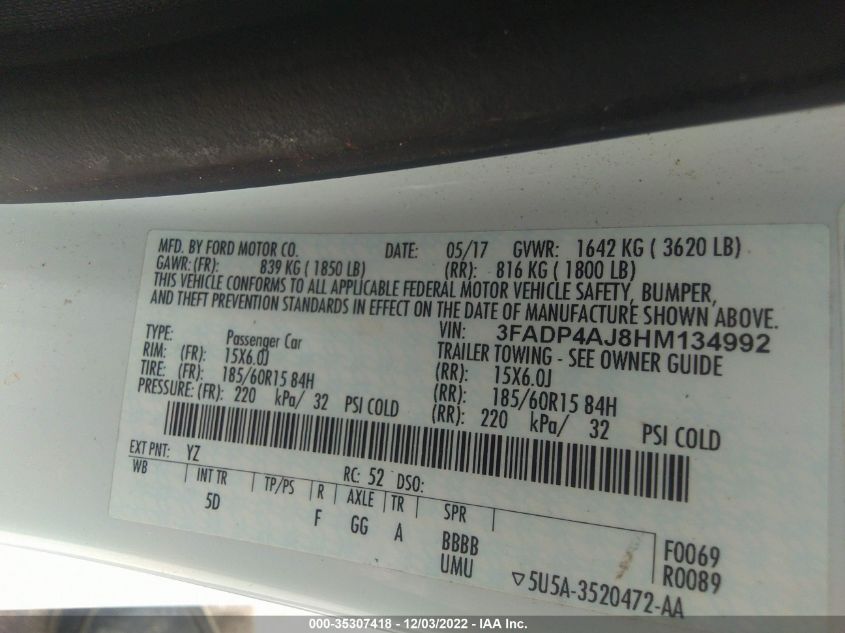 MFD. BY FORD MOTOR CO. DATE: 05/17 GVWR: 1642 KG ( 3620 LB)
GAWR: (FR): 839 KG ( 1850 LB) (RR): 816 KG ( 1800 LB)
THIS VEHICLE CONFORMS TO ALL APPLICABLE FEDERAL MOTOR VEHICLE SAFETY, BUMPER,
AND THEFT PREVENTION STANDARDS IN EFFECT ON THE DATE OF MANUFACTURE SHOWN ABOVE.
VIN: 3FADP4AJ8HM134992
TYPE: Passenger Car TRAILER TOWING - SEE OWNER GUIDE
RIM: (FR): 15X6.0J (RR): 15X6.0J
TIRE: (FR): 185/60R15 84H (RR): 185/60R15 84H
PRESSURE: (FR): 220 kPa/ 32 PSI COLD (RR): 220 kPa/ 32 PSI COLD
EXT PNT: YZ RC: 52 DSO:
WB INT TR TP/PS R AXLE TR SPR
5D F GG A BBBB F0069
UMU R0089
▽5U5A-3520472-AA
000-35307418 - 12/03/2022 - IAA Inc.